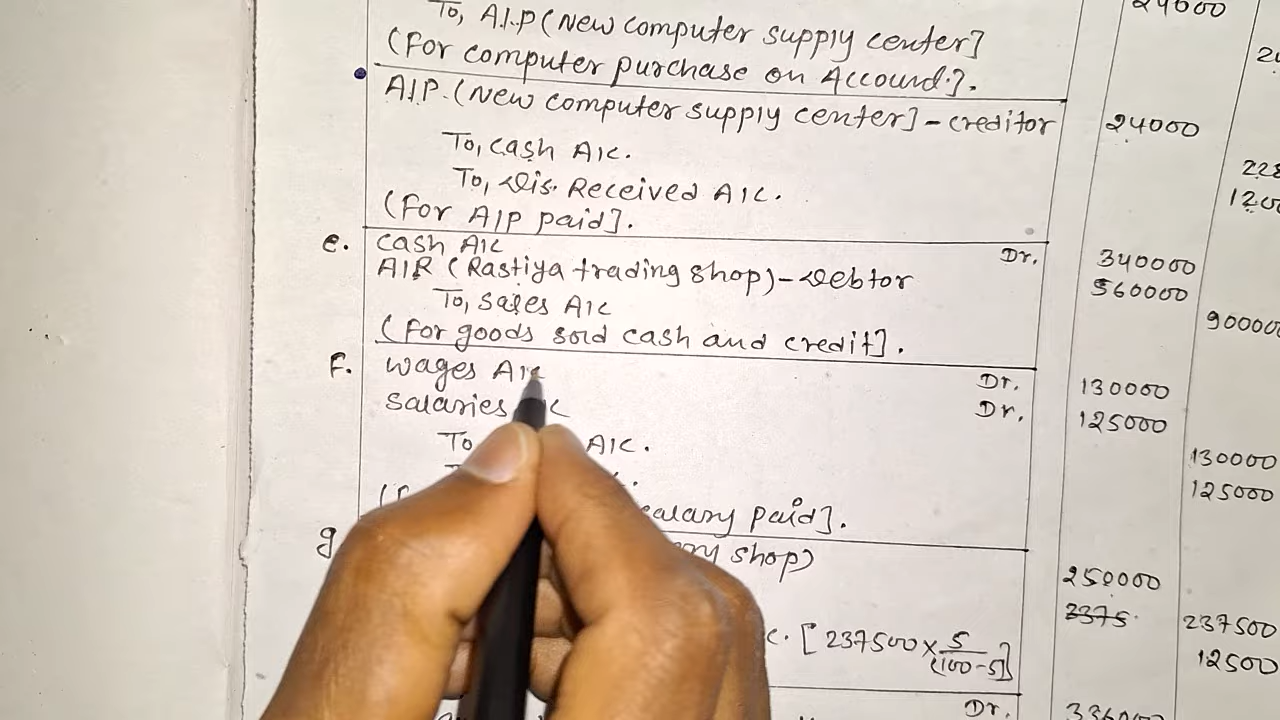 To, A/P (New computer supply center] 24000
(For computer purchase on Accound.].
A/P. (New computer supply center] - creditor 24000
To, cash A/c.
To, Dis. Received A/c.
(For A/P paid].
e. cash A/c Dr. 340000
A/R (Rastiya trading shop) - Debtor 560000
To, sales A/c
(for goods sold cash and credit].
F. wages A/c Dr. 130000
Salaries Dr. 125000
To A/c. 130000
125000
salary paid].
g shop) 250000
2375 237500
[237500 × 5/(100-5)] 12500
Dr.